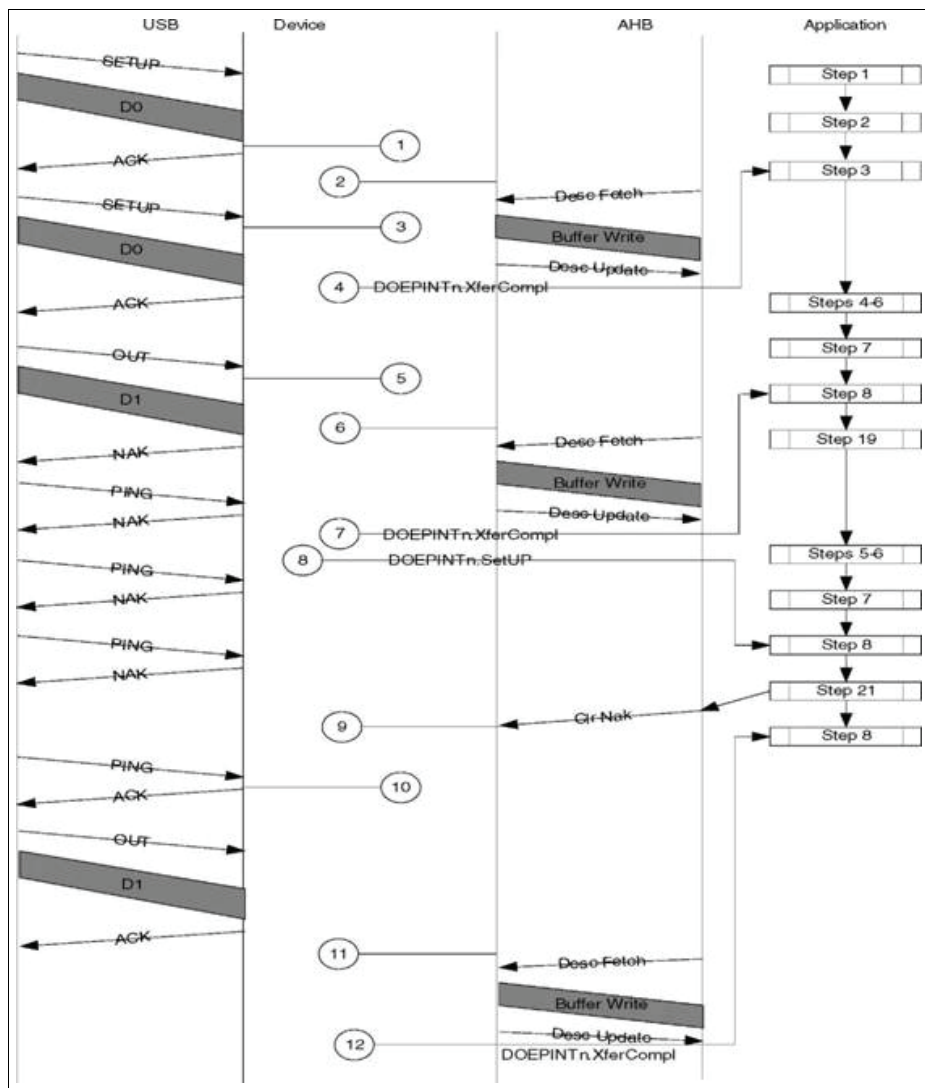 USB Device AHB Application
SETUP
Step 1
D0
Step 2
1
ACK
Step 3
2
Desc Fetch
SETUP
3
Buffer Write
D0
Desc Update
4 DOEPINTn.XferCompl
ACK
Steps 4-6
OUT
Step 7
5
Step 8
D1
6
Desc Fetch
Step 19
NAK
Buffer Write
PING
Desc Update
NAK
7 DOEPINTn.XferCompl
8 DOEPINTn.SetUP
Steps 5-6
PING
NAK
Step 7
PING
Step 8
NAK
Step 21
Clr Nak
9
Step 8
PING
10
ACK
OUT
D1
ACK
11
Desc Fetch
Buffer Write
Desc Update
12
DOEPINTn.XferCompl